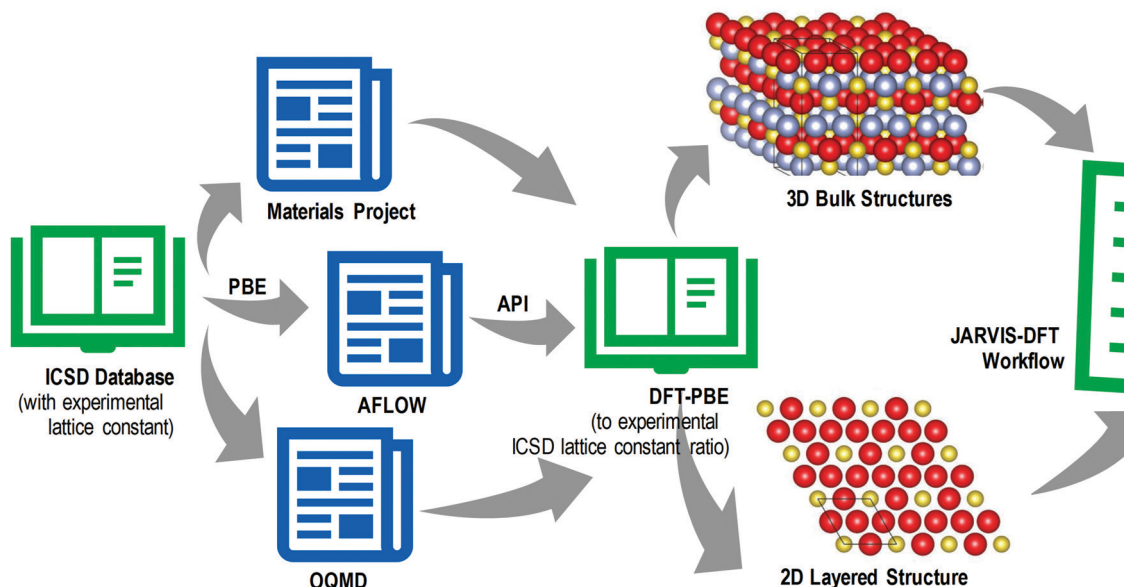 Materials Project
3D Bulk Structures
PBE
API
ICSD Database
(with experimental
lattice constant)
AFLOW
DFT-PBE
(to experimental
ICSD lattice constant ratio)
JARVIS-DFT
Workflow
OQMD
2D Layered Structure